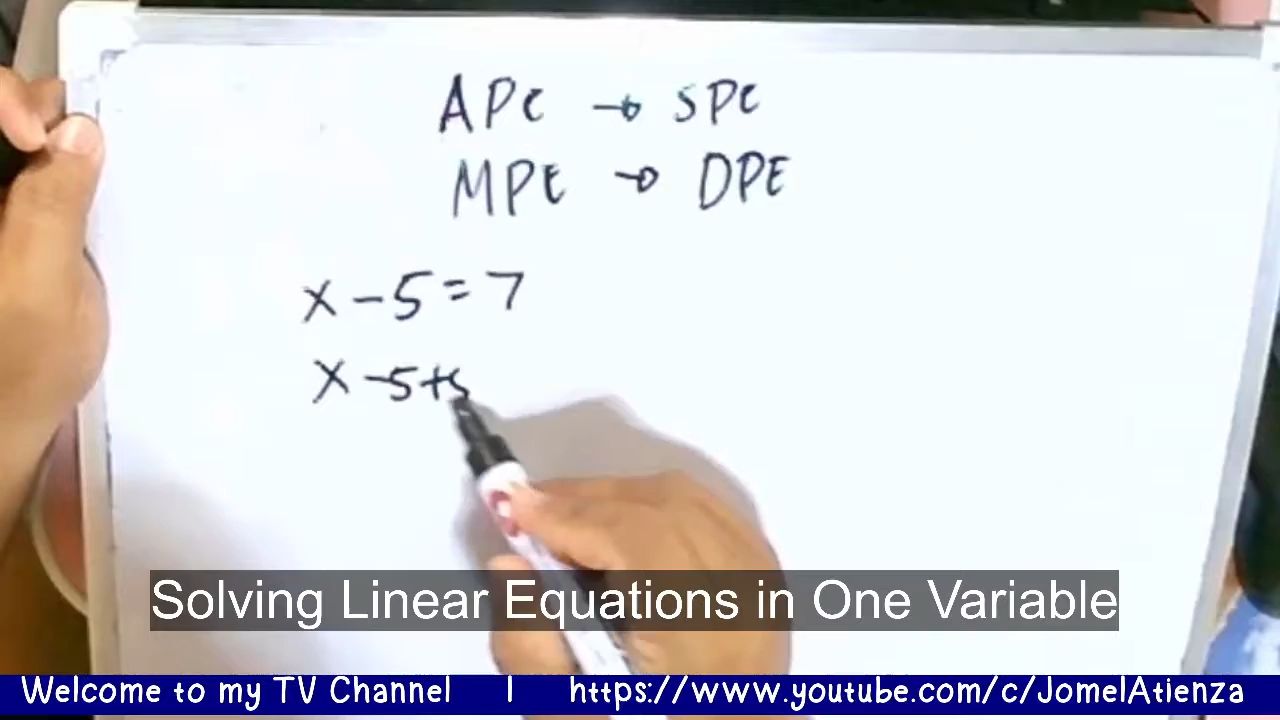 APE → SPE
MPE → DPE
x - 5 = 7
x - 5 + 5
Solving Linear Equations in One Variable
Welcome to my TV Channel | https://www.youtube.com/c/JomelAtienza